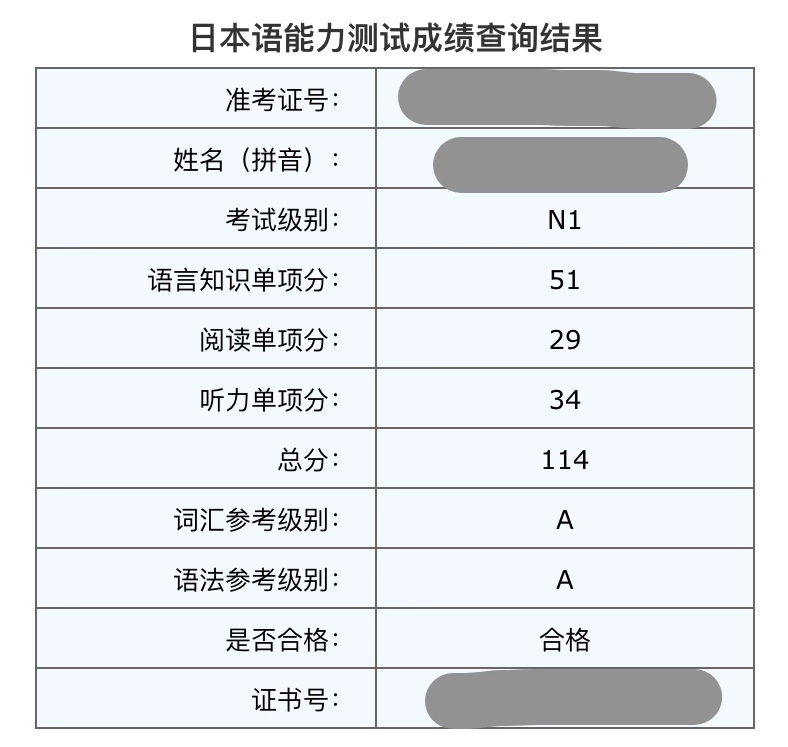 日本语能力测试成绩查询结果
准考证号：
姓名（拼音）：
考试级别： N1
语言知识单项分： 51
阅读单项分： 29
听力单项分： 34
总分： 114
词汇参考级别： A
语法参考级别： A
是否合格： 合格
证书号：